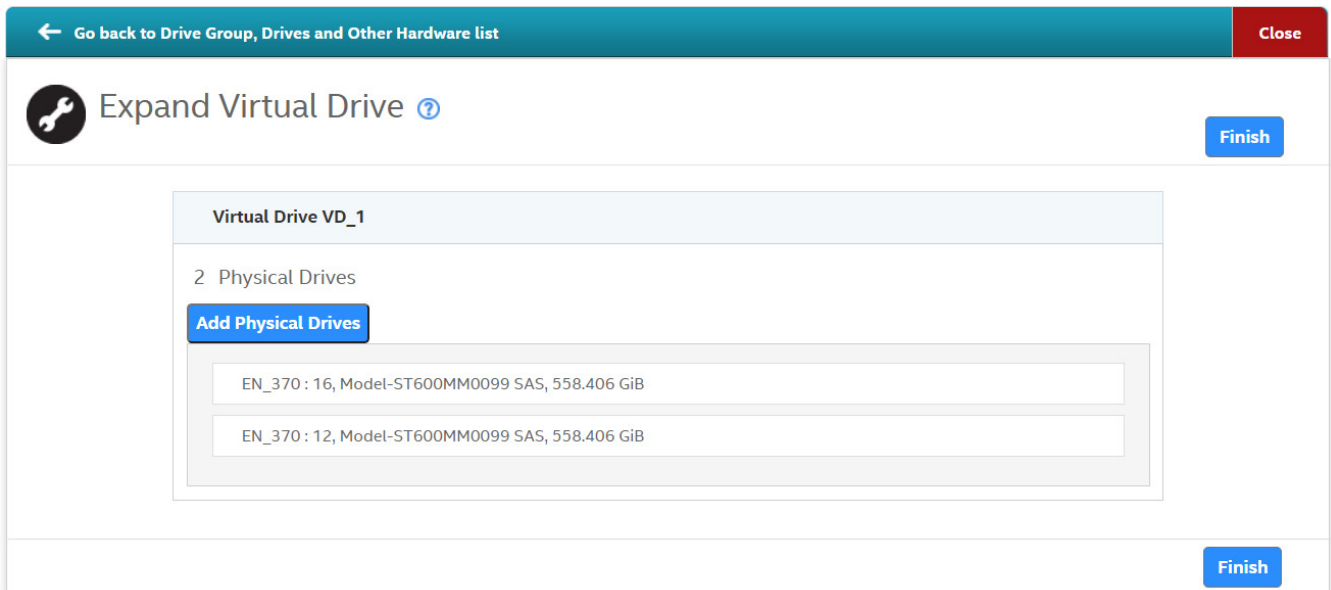 Go back to Drive Group, Drives and Other Hardware list
Close
Expand Virtual Drive ?
Finish
Virtual Drive VD_1
2 Physical Drives
Add Physical Drives
EN_370 : 16, Model-ST600MM0099 SAS, 558.406 GiB
EN_370 : 12, Model-ST600MM0099 SAS, 558.406 GiB
Finish